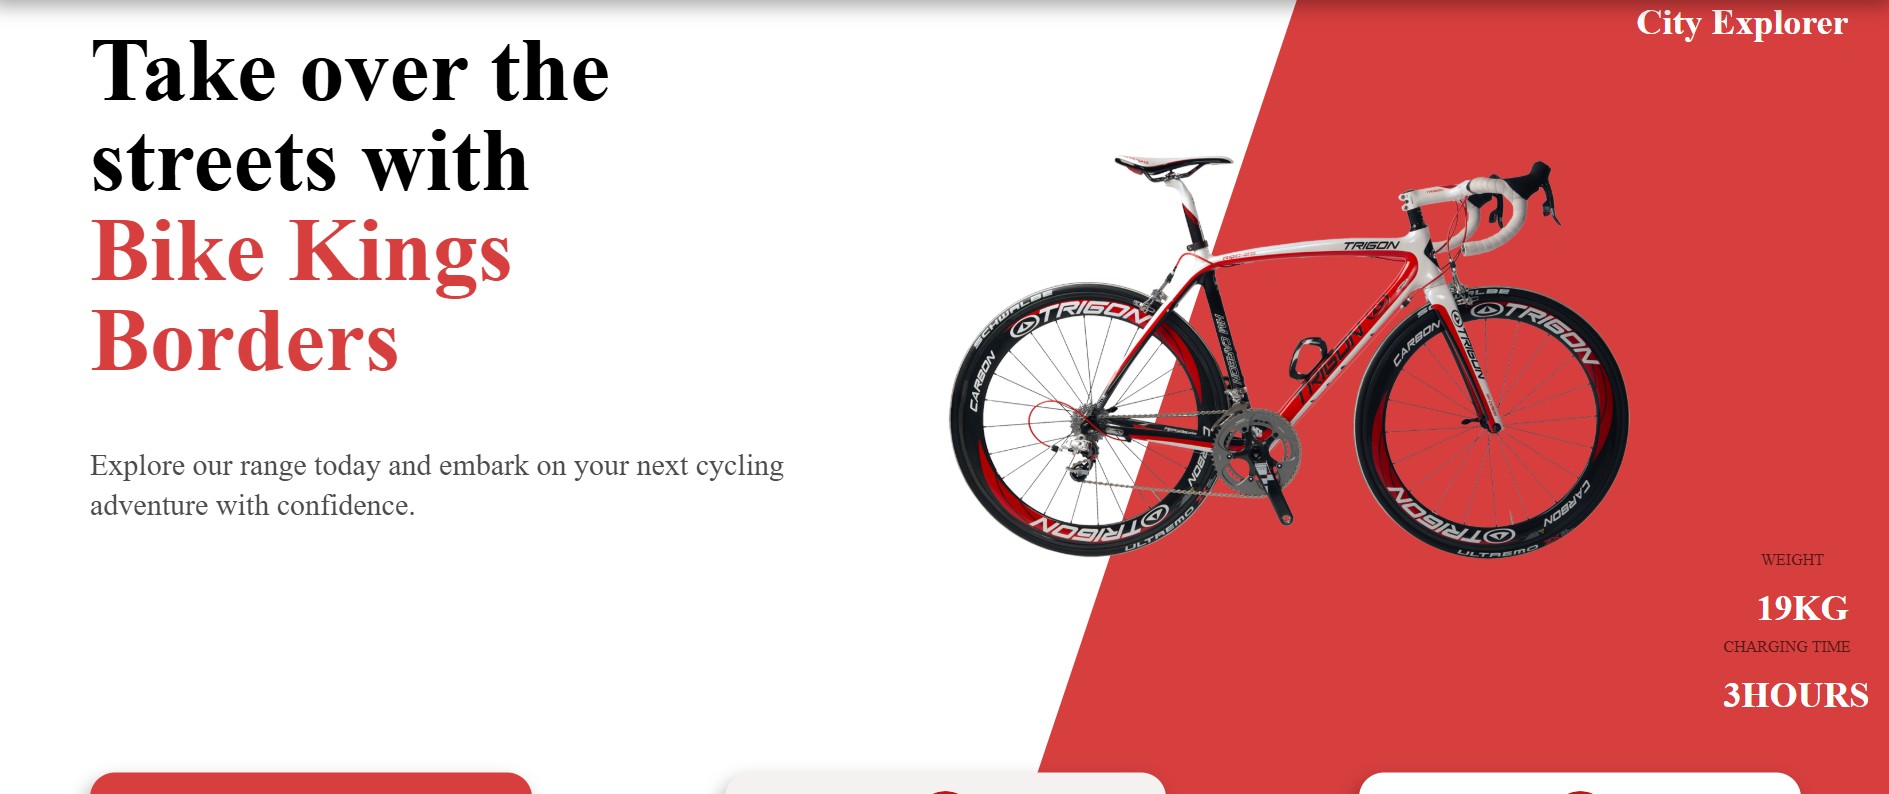 City Explorer
Take over the
streets with
Bike Kings
Borders
Explore our range today and embark on your next cycling
adventure with confidence.
TRIGON
SCHWALBE
TRIGON
CARBON
TRIGON
ULTREMO
TRIGON
TRIGON
TRIGON
CARBON
CARBON
TRIGON
ULTREMO
WEIGHT
19KG
CHARGING TIME
3HOURS